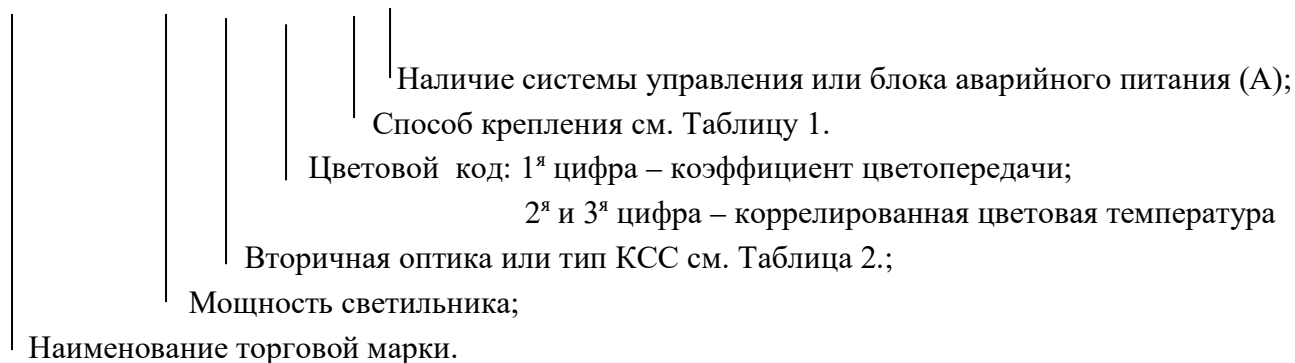 Наличие системы управления или блока аварийного питания (А);
Способ крепления см. Таблицу 1.
Цветовой код: 1я цифра – коэффициент цветопередачи;
2я и 3я цифра – коррелированная цветовая температура
Вторичная оптика или тип КСС см. Таблица 2.;
Мощность светильника;
Наименование торговой марки.